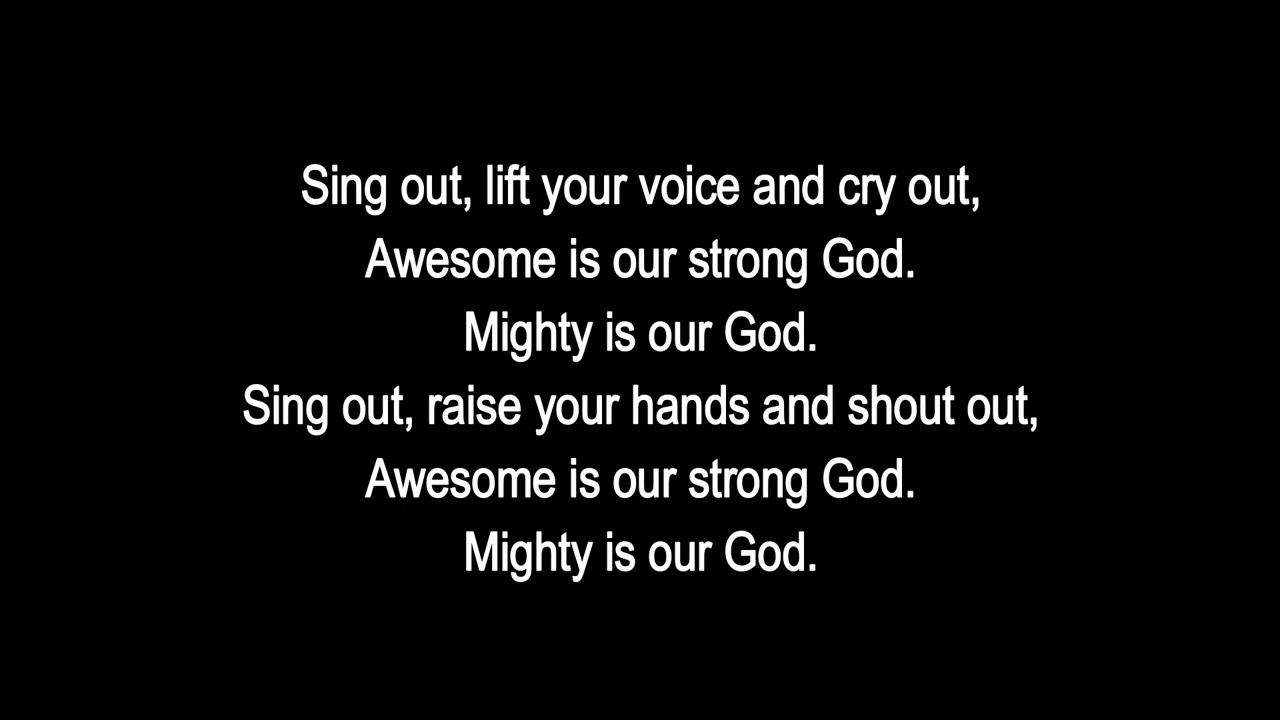 Sing out, lift your voice and cry out,
Awesome is our strong God.
Mighty is our God.
Sing out, raise your hands and shout out,
Awesome is our strong God.
Mighty is our God.